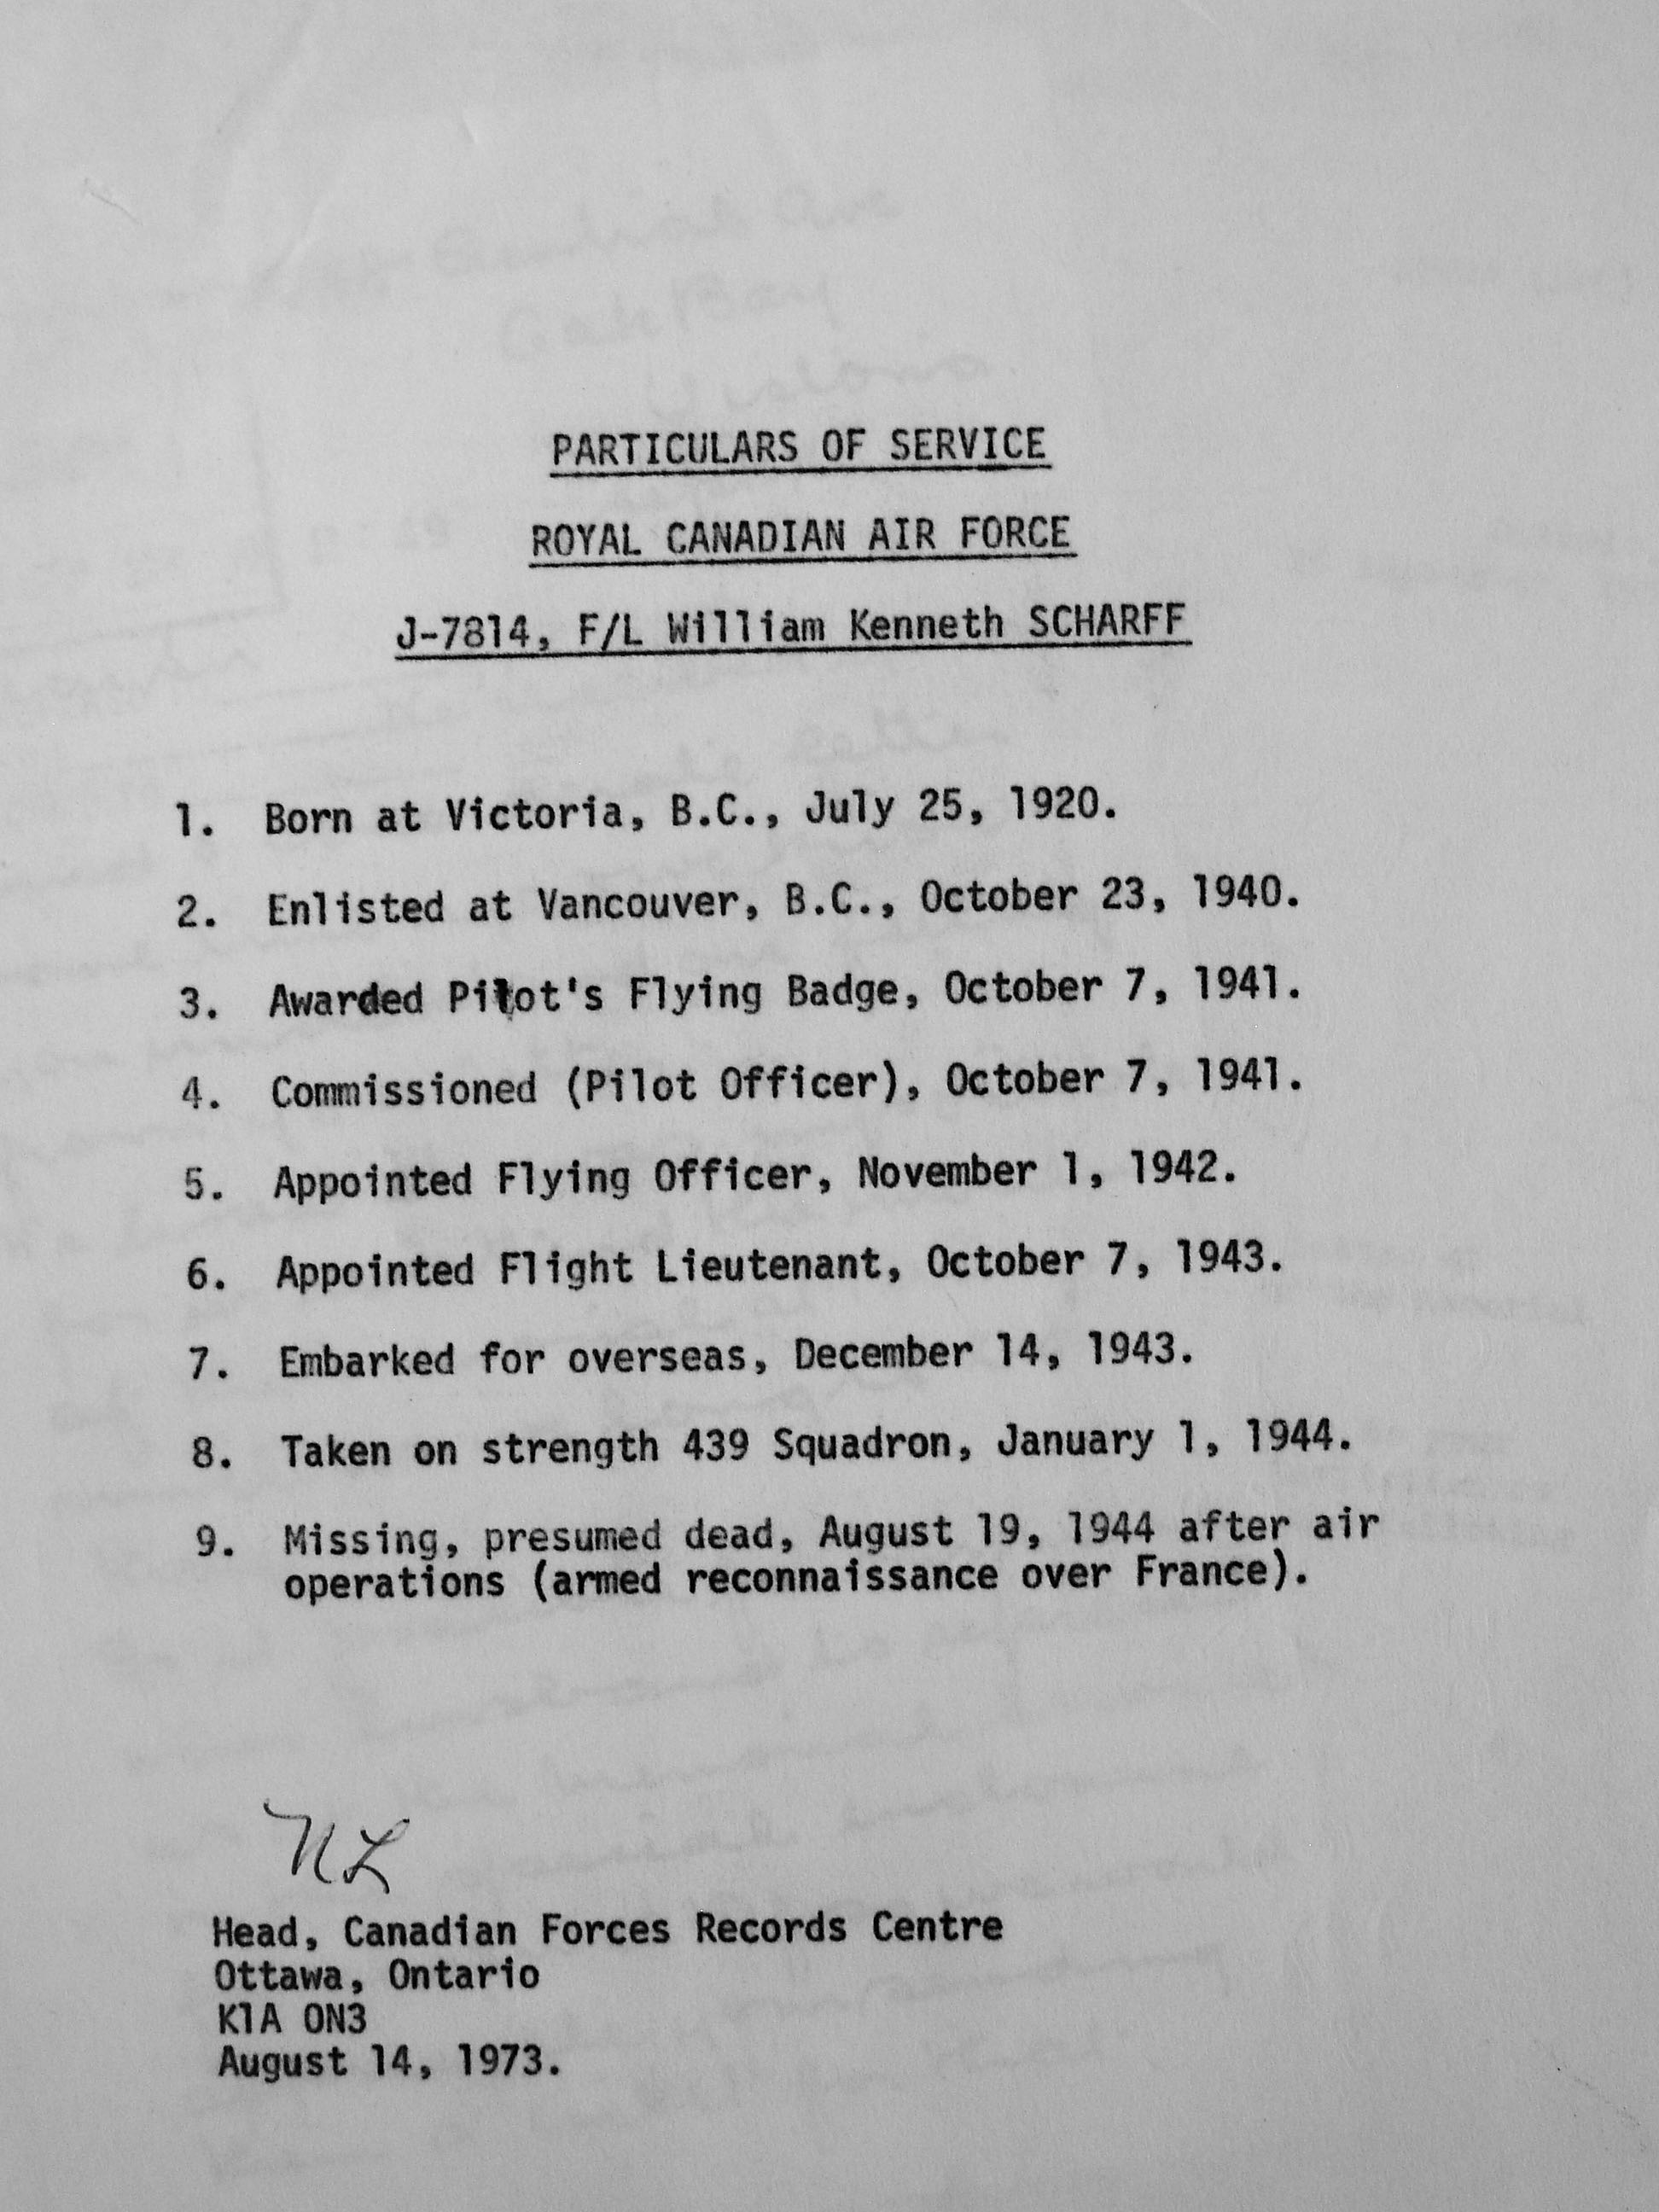 PARTICULARS OF SERVICE
ROYAL CANADIAN AIR FORCE
J-7814, F/L William Kenneth SCHARFF
1. Born at Victoria, B.C., July 25, 1920.
2. Enlisted at Vancouver, B.C., October 23, 1940.
3. Awarded Pilot's Flying Badge, October 7, 1941.
4. Commissioned (Pilot Officer), October 7, 1941.
5. Appointed Flying Officer, November 1, 1942.
6. Appointed Flight Lieutenant, October 7, 1943.
7. Embarked for overseas, December 14, 1943.
8. Taken on strength 439 Squadron, January 1, 1944.
9. Missing, presumed dead, August 19, 1944 after air
operations (armed reconnaissance over France).
NL
Head, Canadian Forces Records Centre
Ottawa, Ontario
K1A 0N3
August 14, 1973.